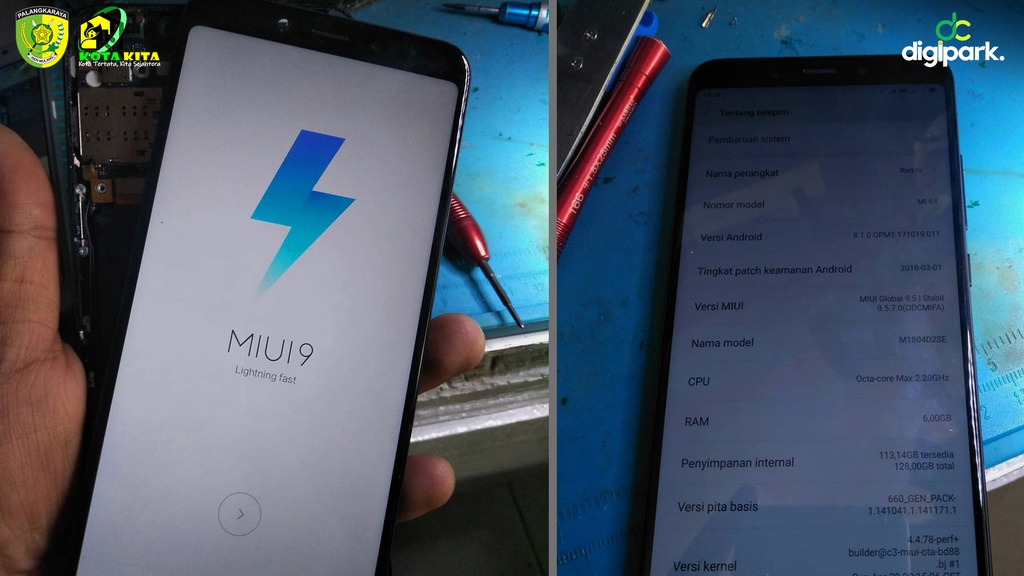 PALANGKARAYA
KOTA KITA
Kota Tertata, Kita Sejahtera
MIUI 9
Lightning fast
dc
digipark.
Tentang telepon
Pembaruan sistem
Nama perangkat Redmi
Nomor model MI 6X
Versi Android 8.1.0 OPM1.171019.011
Tingkat patch keamanan Android 2018-03-01
Versi MIUI MIUI Global 9.5 | Stabil
9.5.7.0(ODCMIFA)
Nama model M1804D2SE
CPU Octa-core Max 2.20GHz
RAM 6,00GB
Penyimpanan internal 113,14GB tersedia
128,00GB total
Versi pita basis 660_GEN_PACK-
1.141041.1.141171.1
Versi kernel 4.4.78-perf+
builder@c3-miui-ota-bd88
.bj #1